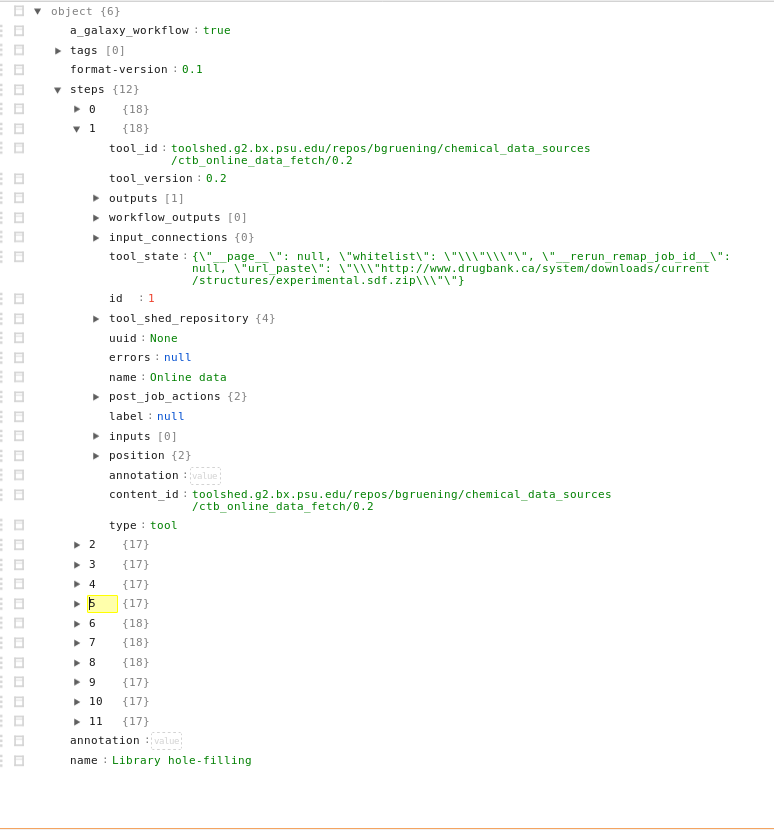 object {6}
a_galaxy_workflow : true
tags [0]
format-version : 0.1
steps {12}
0 {18}
1 {18}
tool_id : toolshed.g2.bx.psu.edu/repos/bgruening/chemical_data_sources
/ctb_online_data_fetch/0.2
tool_version : 0.2
outputs [1]
workflow_outputs [0]
input_connections {0}
tool_state : {\"__page__\": null, \"whitelist\": \"\\\"\\\"\", \"__rerun_remap_job_id__\":
null, \"url_paste\": \"\\\"http://www.drugbank.ca/system/downloads/current
/structures/experimental.sdf.zip\\\"\"}
id : 1
tool_shed_repository {4}
uuid : None
errors : null
name : Online data
post_job_actions {2}
label : null
inputs [0]
position {2}
annotation : value
content_id : toolshed.g2.bx.psu.edu/repos/bgruening/chemical_data_sources
/ctb_online_data_fetch/0.2
type : tool
2 {17}
3 {17}
4 {17}
5 {17}
6 {18}
7 {18}
8 {18}
9 {17}
10 {17}
11 {17}
annotation : value
name : Library hole-filling